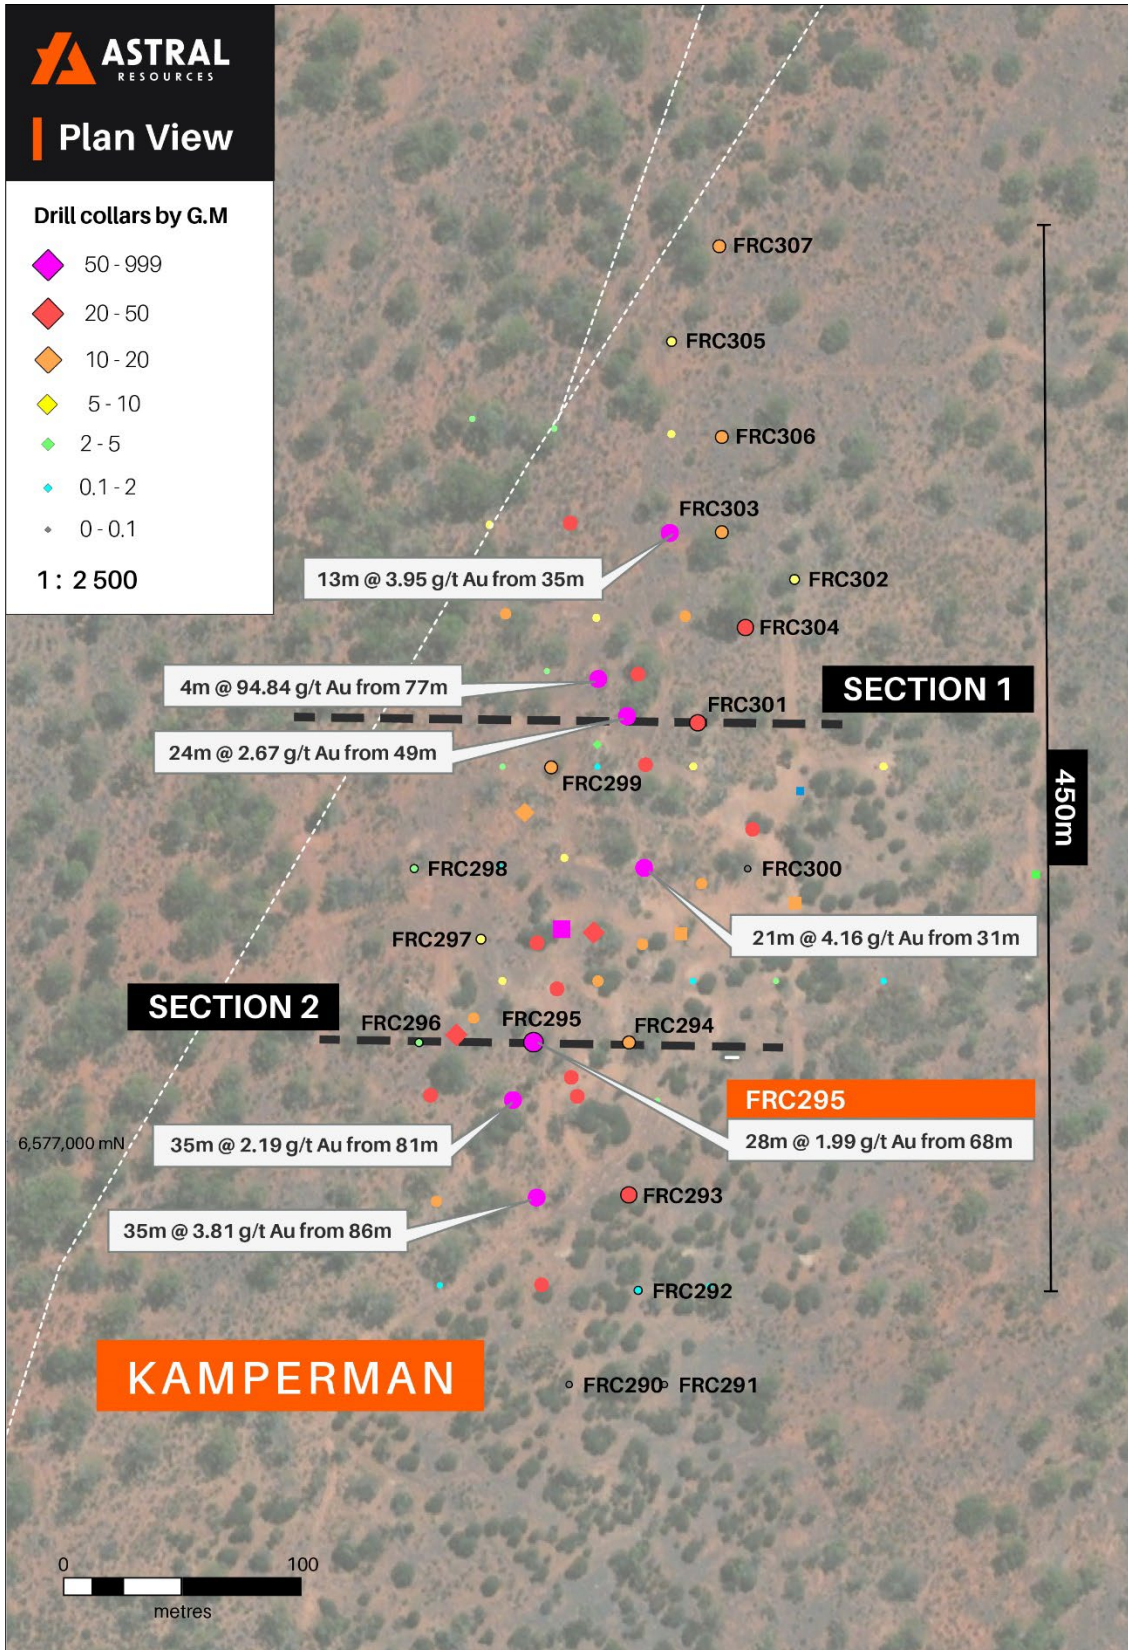 ASTRAL
RESOURCES
Plan View
Drill collars by G.M
50 - 999
20 - 50
10 - 20
5 - 10
2 - 5
0.1 - 2
0 - 0.1
1 : 2 500
FRC307
FRC305
FRC306
FRC303
13m @ 3.95 g/t Au from 35m
FRC302
FRC304
4m @ 94.84 g/t Au from 77m
SECTION 1
FRC301
24m @ 2.67 g/t Au from 49m
FRC299
450m
FRC298
FRC300
21m @ 4.16 g/t Au from 31m
FRC297
SECTION 2
FRC296
FRC295
FRC294
FRC295
28m @ 1.99 g/t Au from 68m
35m @ 2.19 g/t Au from 81m
6,577,000 mN
FRC293
35m @ 3.81 g/t Au from 86m
FRC292
KAMPERMAN
FRC290
FRC291
0 100
metres